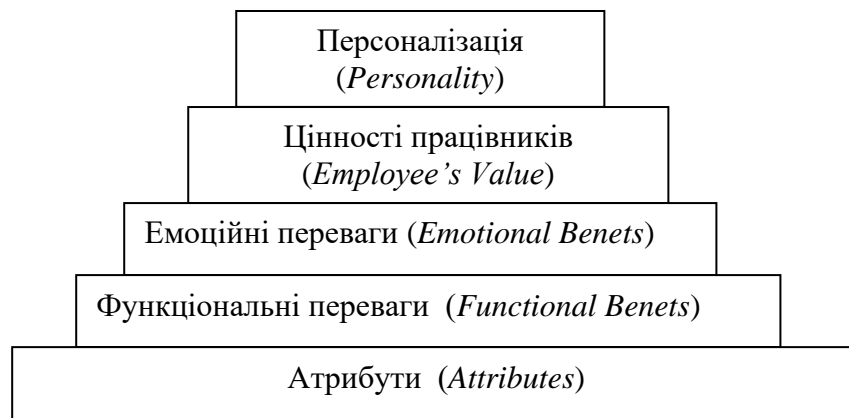 Персоналізація
(Personality)
Цінності працівників
(Employee’s Value)
Емоційні переваги (Emotional Benets)
Функціональні переваги (Functional Benets)
Атрибути (Attributes)